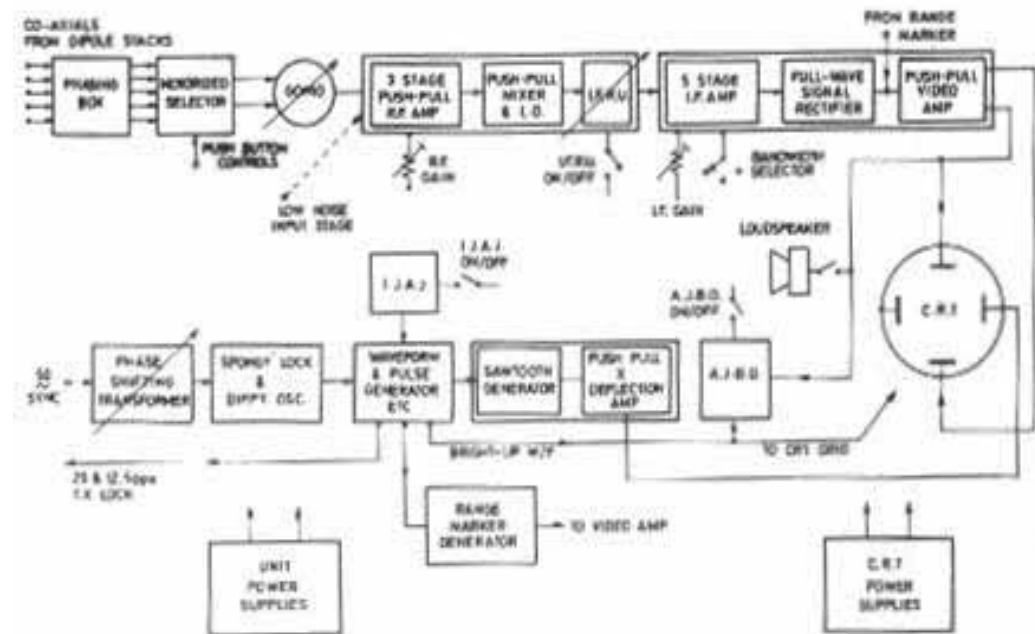 CO-AXIALS
FROM DIPOLE STACKS
PHASING
BOX
MOTORISED
SELECTOR
PUSH BUTTON
CONTROLS
GONIO
3 STAGE
PUSH-PULL
R.F. AMP
PUSH-PULL
MIXER
& L.O.
I.F.R.U.
5 STAGE
I.F. AMP
FULL-WAVE
SIGNAL
RECTIFIER
FROM RANGE
MARKER
PUSH-PULL
VIDEO
AMP
LOW NOISE
INPUT STAGE
R.F.
GAIN
I.F.R.U.
ON/OFF
I.F. GAIN
BANDWIDTH
SELECTOR
LOUDSPEAKER
C.R.T
I.J.A.J
I.J.A.J.
ON/OFF
A.J.B.O.
ON/OFF
A.J.B.O.
SYNC
PHASE
SHIFTING
TRANSFORMER
SPONGY LOCK
&
DIPPY OSC.
WAVEFORM
& PULSE
GENERATOR
ETC
SAWTOOTH
GENERATOR
PUSH PULL
X
DEFLECTION
AMP
BRIGHT-UP W/F
TO CRT GRID
25 & 12.5pps
T.X LOCK
RANGE
MARKER
GENERATOR
TO VIDEO AMP
UNIT
POWER
SUPPLIES
C.R.T
POWER
SUPPLIES